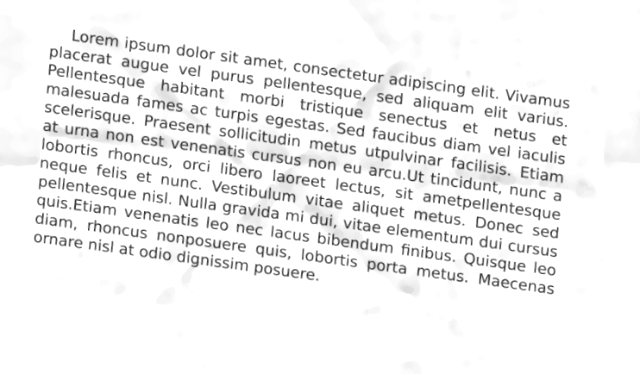 Lorem ipsum dolor sit amet, consectetur adipiscing elit. Vivamus
placerat augue vel purus pellentesque, sed aliquam elit varius.
Pellentesque habitant morbi tristique senectus et netus et
malesuada fames ac turpis egestas. Sed faucibus diam vel iaculis
scelerisque. Praesent sollicitudin metus utpulvinar facilisis. Etiam
at urna non est venenatis cursus non eu arcu.Ut tincidunt, nunc a
lobortis rhoncus, orci libero laoreet lectus, sit ametpellentesque
neque felis et nunc. Vestibulum vitae aliquet metus. Donec sed
pellentesque nisl. Nulla gravida mi dui, vitae elementum dui cursus
quis.Etiam venenatis leo nec lacus bibendum finibus. Quisque leo
diam, rhoncus nonposuere quis, lobortis porta metus. Maecenas
ornare nisl at odio dignissim posuere.